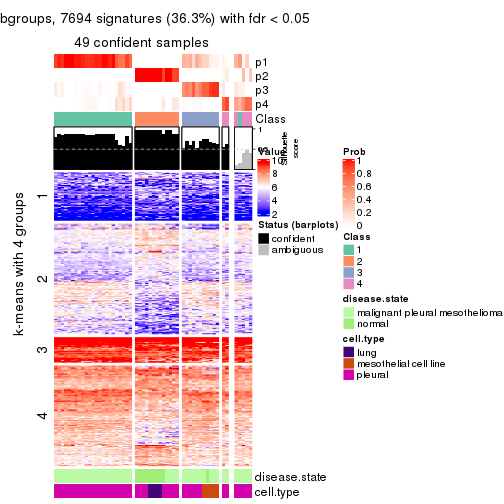 bgroups, 7694 signatures (36.3%) with fdr < 0.05
49 confident samples
p1
p2
p3
p4
Class
1
0.5
Silhouette
score
k-means with 4 groups
1
2
3
4
Value
10
8
6
4
2
Status (barplots)
confident
ambiguous
Prob
1
0.8
0.6
0.4
0.2
0
Class
1
2
3
4
disease.state
malignant pleural mesothelioma
normal
cell.type
lung
mesothelial cell line
pleural
disease.state
cell.type